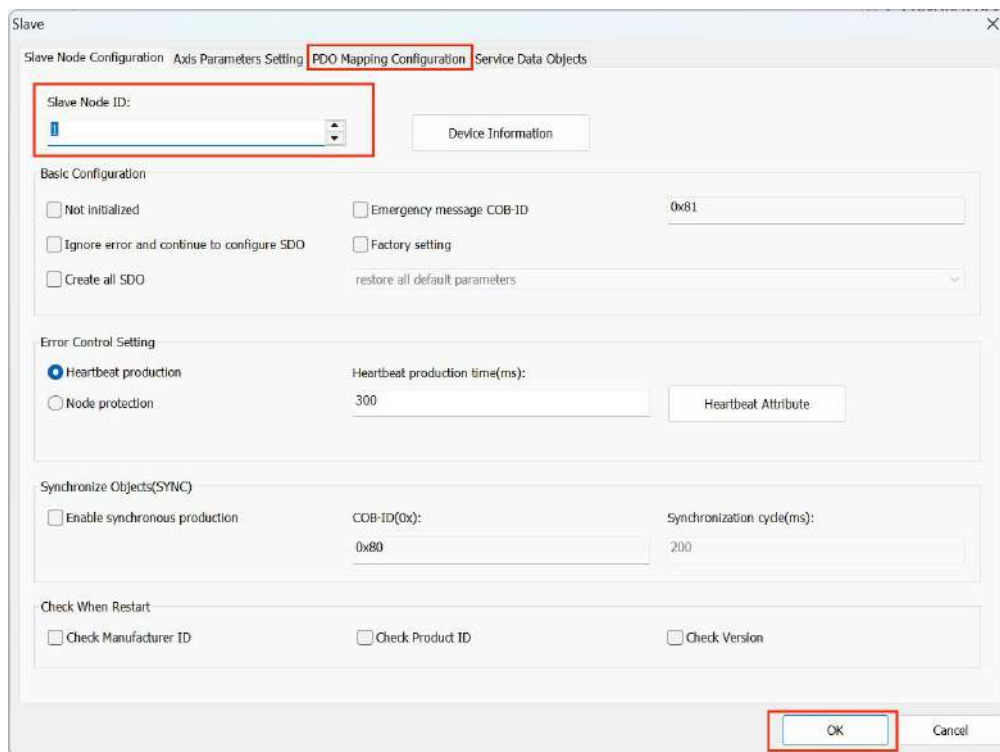 Slave
Slave Node Configuration Axis Parameters Setting PDO Mapping Configuration Service Data Objects
Slave Node ID:
1
Device Information
Basic Configuration
Not initialized
Emergency message COB-ID
0x81
Ignore error and continue to configure SDO
Factory setting
Create all SDO
restore all default parameters
Error Control Setting
Heartbeat production
Heartbeat production time(ms):
Node protection
300
Heartbeat Attribute
Synchronize Objects(SYNC)
Enable synchronous production
COB-ID(0x):
Synchronization cycle(ms):
0x80
200
Check When Restart
Check Manufacturer ID
Check Product ID
Check Version
OK
Cancel